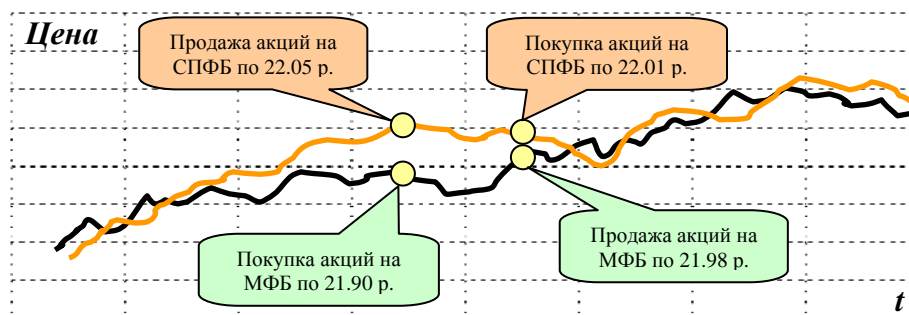 Цена
Продажа акций на
СПФБ по 22.05 р.
Покупка акций на
СПФБ по 22.01 р.
Покупка акций на
МФБ по 21.90 р.
Продажа акций на
МФБ по 21.98 р.
t